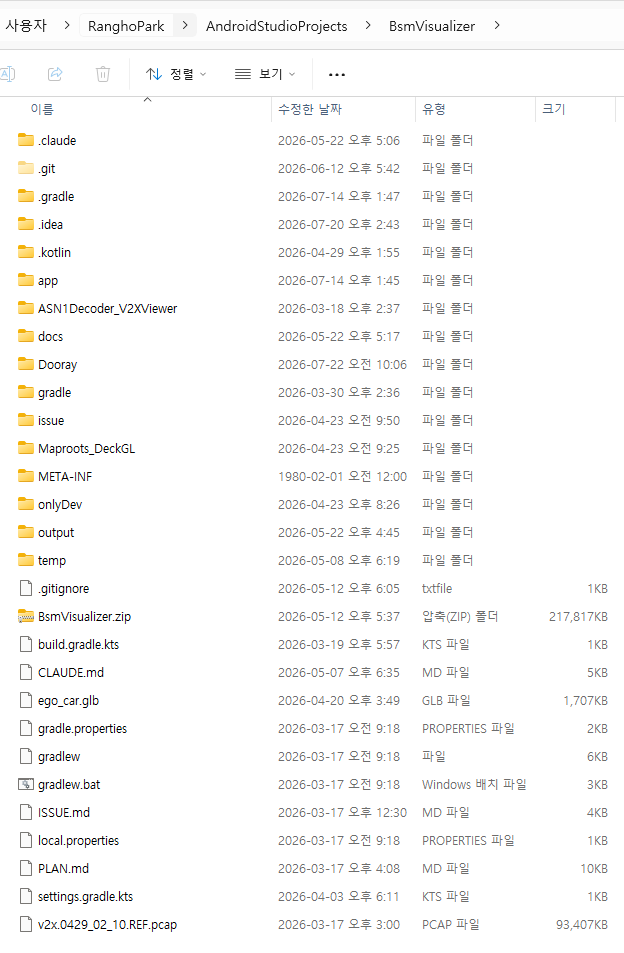 사용자 > RanghoPark > AndroidStudioProjects > BsmVisualizer >
정렬 보기 ...
이름 수정한 날짜 유형 크기
.claude 2026-05-22 오후 5:06 파일 폴더
.git 2026-06-12 오후 5:42 파일 폴더
.gradle 2026-07-14 오후 1:47 파일 폴더
.idea 2026-07-20 오후 2:43 파일 폴더
.kotlin 2026-04-29 오후 1:55 파일 폴더
app 2026-07-14 오후 1:45 파일 폴더
ASN1Decoder_V2XViewer 2026-03-18 오후 2:37 파일 폴더
docs 2026-05-22 오후 5:17 파일 폴더
Dooray 2026-07-22 오전 10:06 파일 폴더
gradle 2026-03-30 오후 2:36 파일 폴더
issue 2026-04-23 오전 9:50 파일 폴더
Maproots_DeckGL 2026-04-23 오전 9:25 파일 폴더
META-INF 1980-02-01 오전 12:00 파일 폴더
onlyDev 2026-04-23 오후 8:26 파일 폴더
output 2026-05-22 오후 4:45 파일 폴더
temp 2026-05-08 오후 6:19 파일 폴더
.gitignore 2026-05-12 오후 6:05 txtfile 1KB
BsmVisualizer.zip 2026-05-12 오후 5:37 압축(ZIP) 폴더 217,817KB
build.gradle.kts 2026-03-19 오후 5:57 KTS 파일 1KB
CLAUDE.md 2026-05-07 오후 6:35 MD 파일 5KB
ego_car.glb 2026-04-20 오후 3:49 GLB 파일 1,707KB
gradle.properties 2026-03-17 오전 9:18 PROPERTIES 파일 2KB
gradlew 2026-03-17 오전 9:18 파일 6KB
gradlew.bat 2026-03-17 오전 9:18 Windows 배치 파일 3KB
ISSUE.md 2026-03-17 오후 12:30 MD 파일 4KB
local.properties 2026-03-17 오전 9:18 PROPERTIES 파일 1KB
PLAN.md 2026-03-17 오후 4:08 MD 파일 10KB
settings.gradle.kts 2026-04-03 오후 6:11 KTS 파일 1KB
v2x.0429_02_10.REF.pcap 2026-03-17 오후 3:00 PCAP 파일 93,407KB